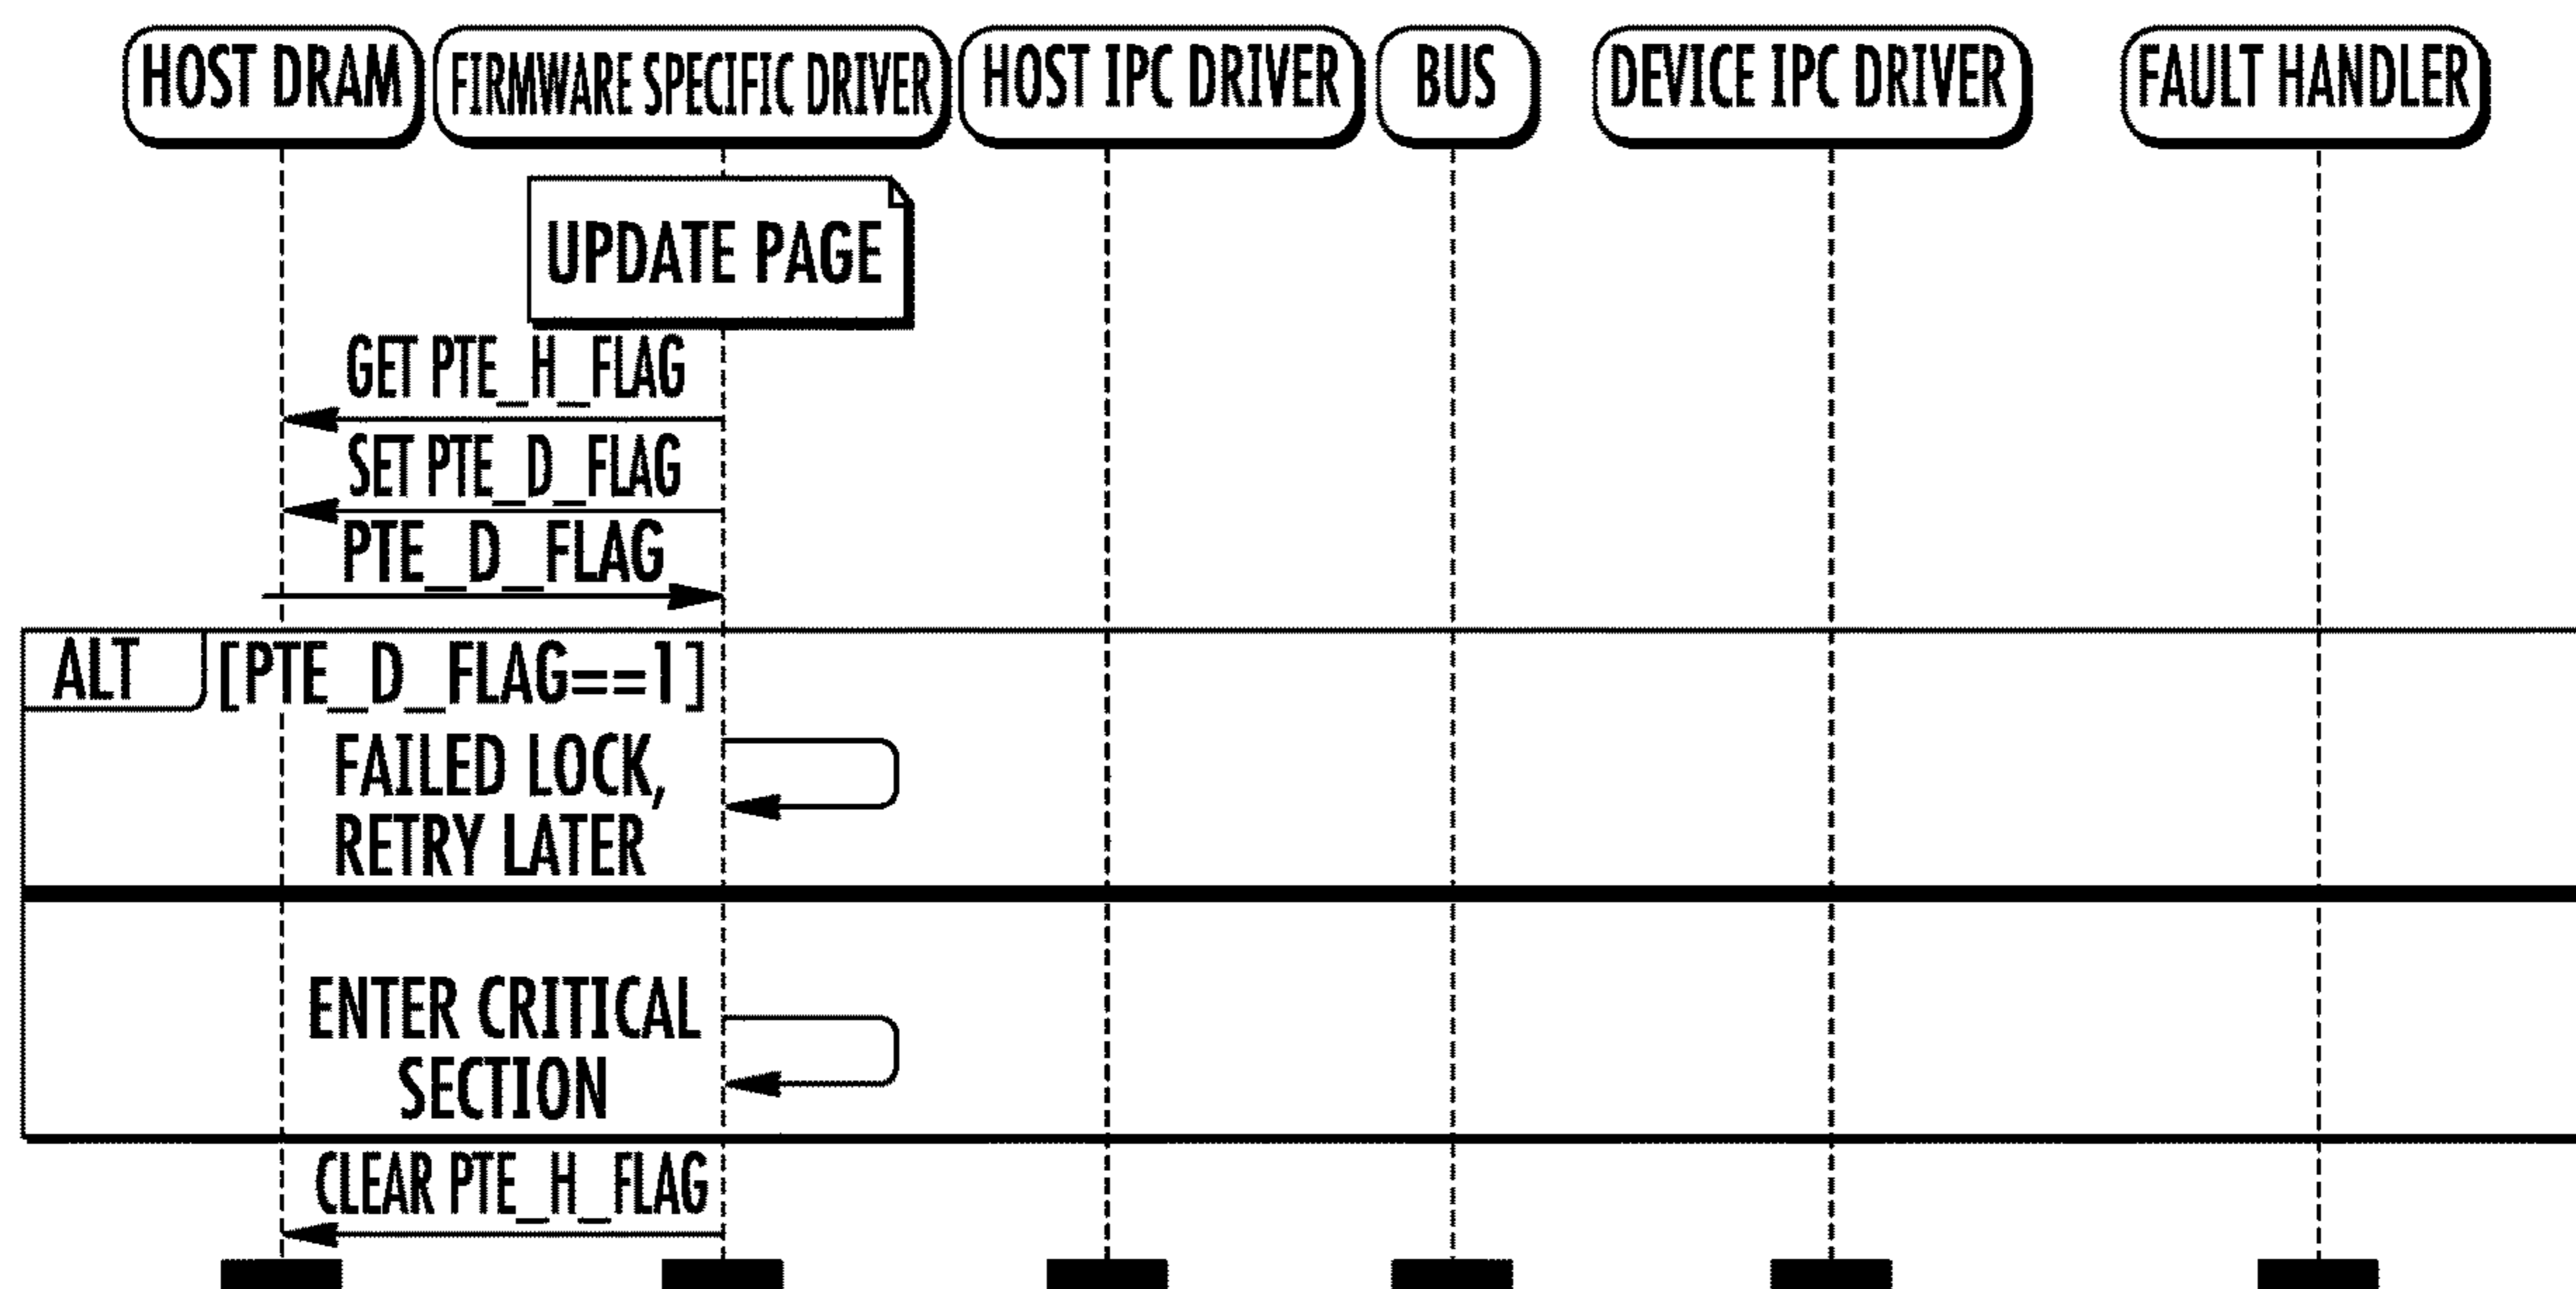 HOST DRAM
FIRMWARE SPECIFIC DRIVER
HOST IPC DRIVER
BUS
DEVICE IPC DRIVER
FAULT HANDLER
UPDATE PAGE
GET PTE_H_FLAG
SET PTE_D_FLAG
PTE_D_FLAG
ALT [PTE_D_FLAG==1]
FAILED LOCK,
RETRY LATER
ENTER CRITICAL
SECTION
CLEAR PTE_H_FLAG